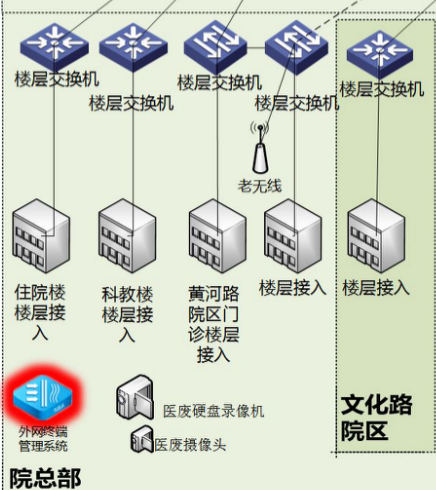 楼层交换机
楼层交换机
楼层交换机
楼层交换机
楼层交换机
老无线
住院楼
楼层接
入
科教楼
楼层接
入
黄河路
院区门
诊楼层
接入
楼层接入
楼层接入
外网终端
管理系统
医废硬盘录像机
医废摄像头
文化路
院区
院总部